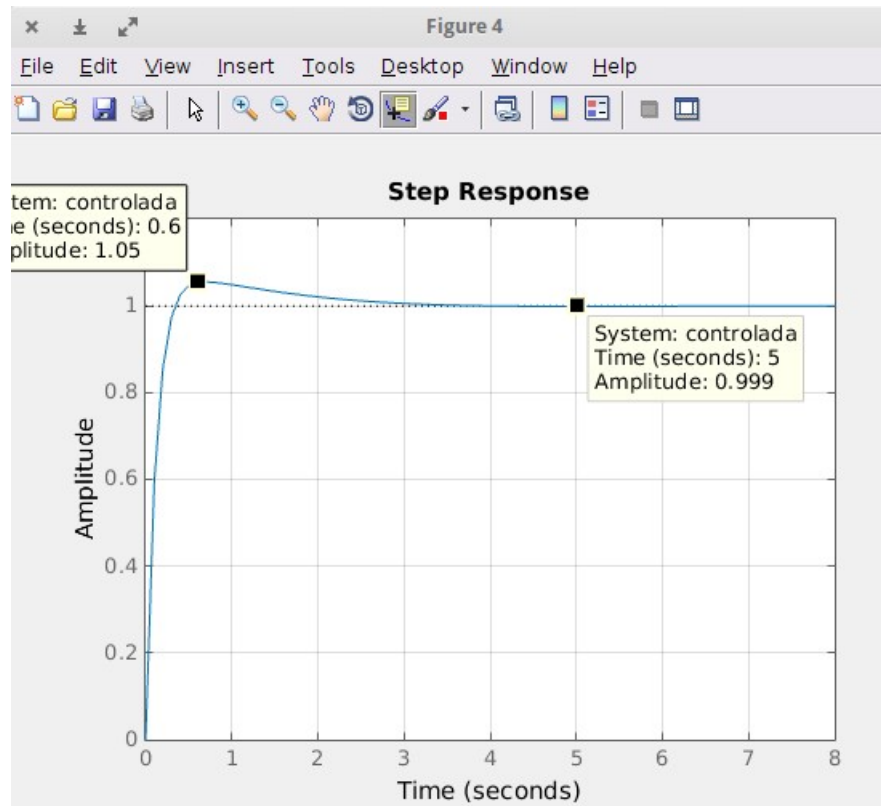 Figure 4
File Edit View Insert Tools Desktop Window Help
Step Response
tem: controlada
e (seconds): 0.6
plitude: 1.05
System: controlada
Time (seconds): 5
Amplitude: 0.999
Amplitude
1
0.8
0.6
0.4
0.2
0
0 1 2 3 4 5 6 7 8
Time (seconds)